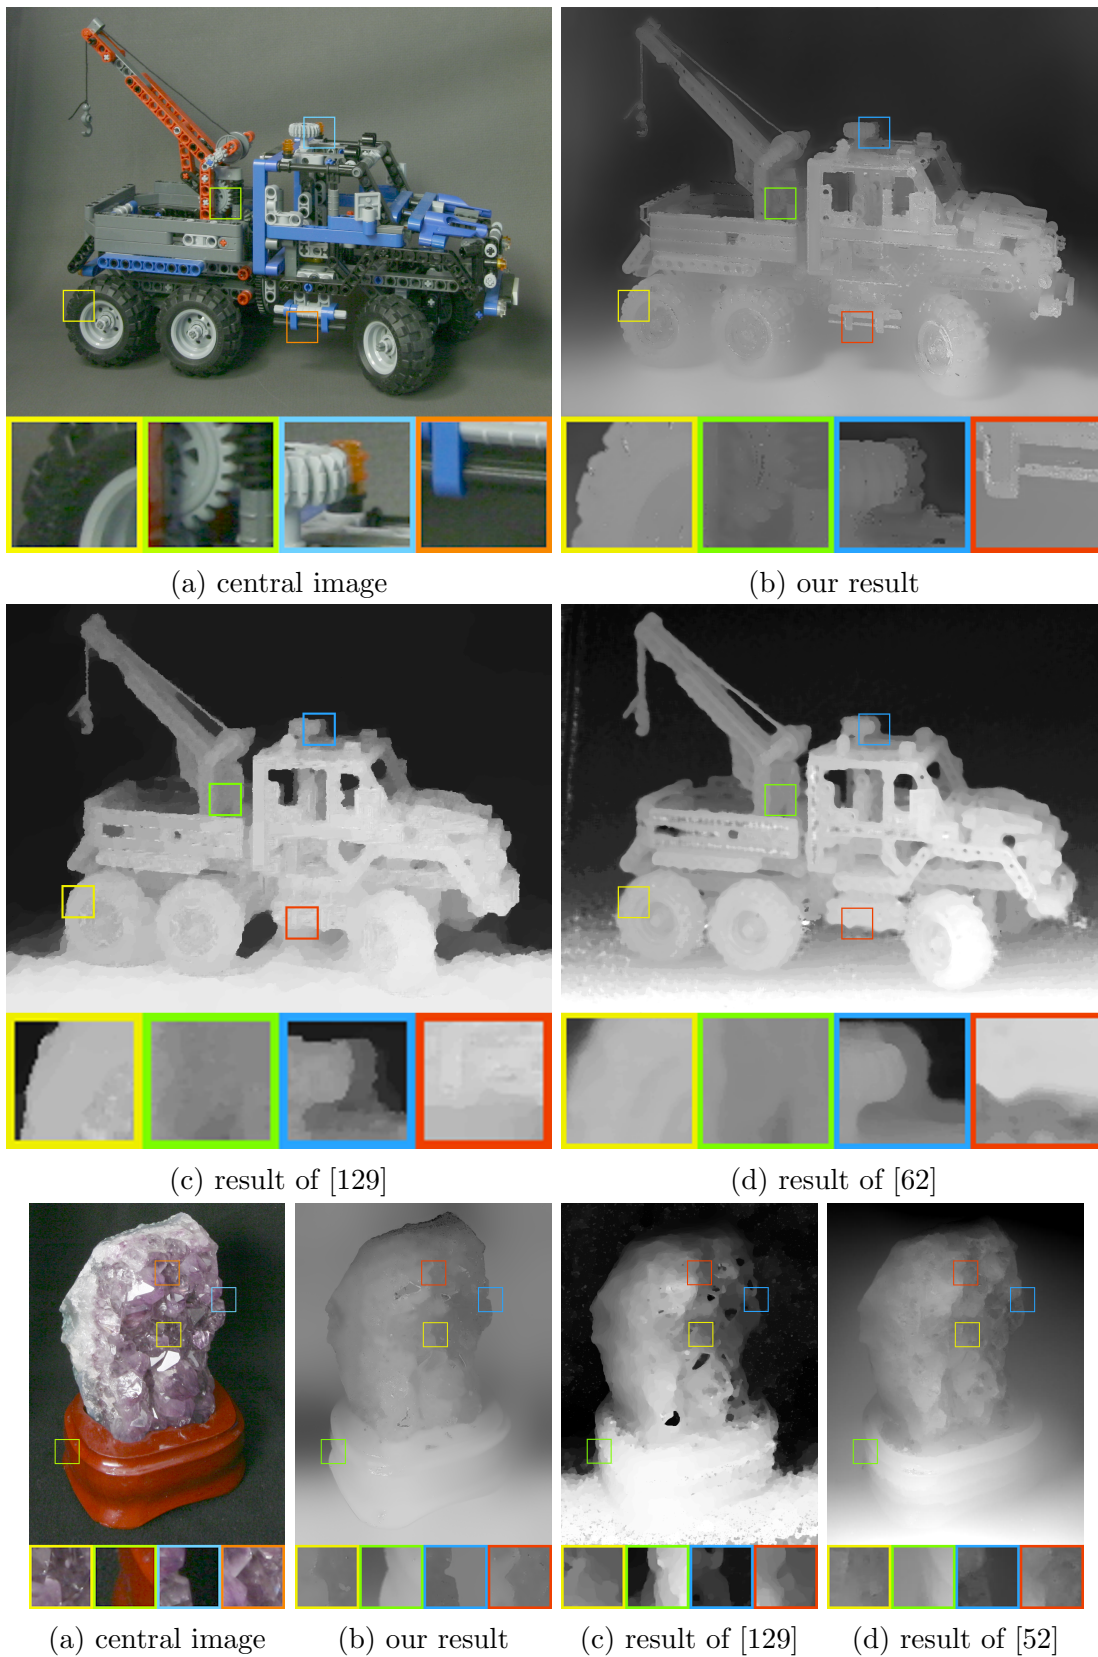 (a) central image
(b) our result
(c) result of [129]
(d) result of [62]
(a) central image
(b) our result
(c) result of [129]
(d) result of [52]